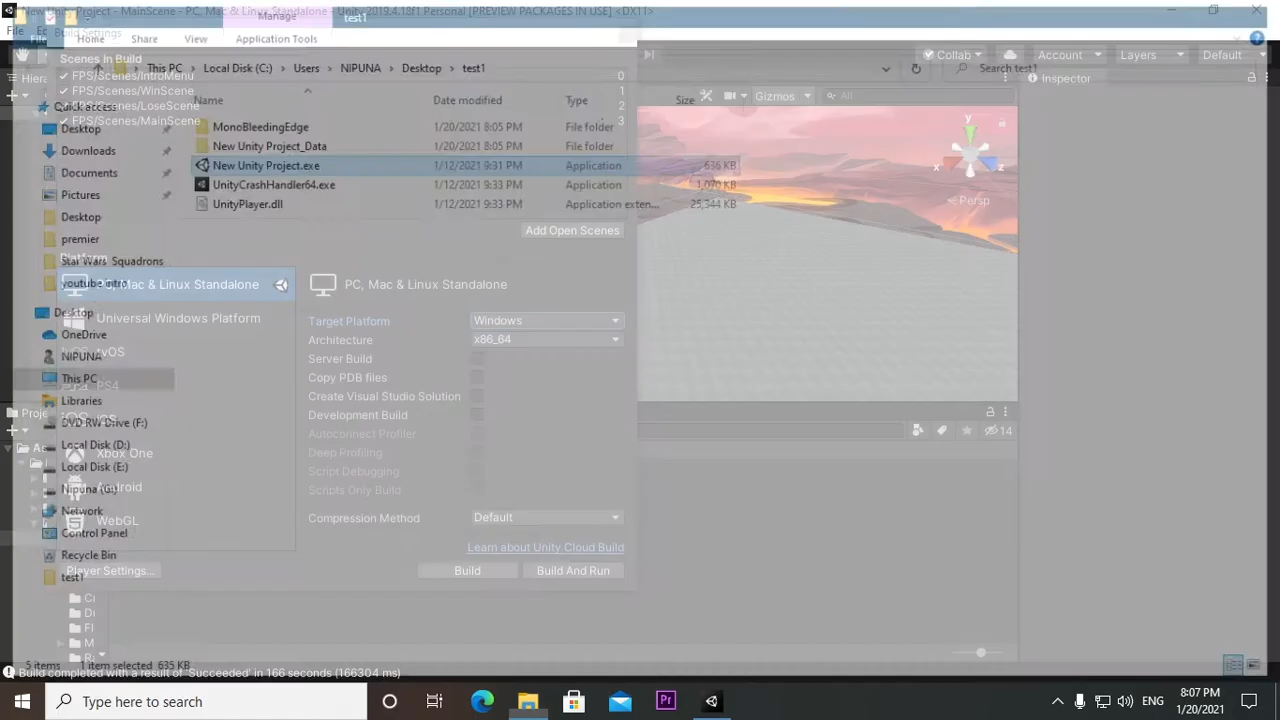 New Unity Project - MainScene - PC, Mac & Linux Standalone - Unity 2019.4.18f1 Personal [PREVIEW PACKAGES IN USE] <DX11>
Manage
test1
File
Build Settings
File
Home Share View Application Tools
Collab Account Layers Default
Scenes In Build
This PC Local Disk (C:) Users NIPUNA Desktop test1
Search test1
FPS/Scenes/IntroMenu 0
FPS/Scenes/WinScene 1
FPS/Scenes/LoseScene 2
FPS/Scenes/MainScene 3
Hiera
Inspector
Gizmos All
Name Date modified Type Size
MonoBleedingEdge 1/20/2021 8:05 PM File folder
New Unity Project_Data 1/20/2021 8:05 PM File folder
New Unity Project.exe 1/12/2021 9:31 PM Application 636 KB
UnityCrashHandler64.exe 1/12/2021 9:33 PM Application 1,070 KB
UnityPlayer.dll 1/12/2021 9:33 PM Application exten... 25,344 KB
Quick access
Desktop
Downloads
Documents
Pictures
Desktop
premier
Star Wars Squadrons
youtube intro
Desktop
OneDrive
NIPUNA
This PC
Libraries
DVD RW Drive (F:)
Local Disk (D:)
Local Disk (E:)
Network
Control Panel
Recycle Bin
test1
y
x
z
Persp
Add Open Scenes
Platform
PC, Mac & Linux Standalone
Universal Windows Platform
tvOS
PS4
iOS
Xbox One
Android
WebGL
PC, Mac & Linux Standalone
Target Platform Windows
Architecture x86_64
Server Build
Copy PDB files
Create Visual Studio Solution
Development Build
Autoconnect Profiler
Deep Profiling
Script Debugging
Scripts Only Build
Compression Method Default
Learn about Unity Cloud Build
Player Settings... Build Build And Run
Proje
14
5 items 1 item selected 635 KB
Build completed with a result of 'Succeeded' in 166 seconds (166304 ms)
Type here to search
Pr
ENG
8:07 PM
1/20/2021